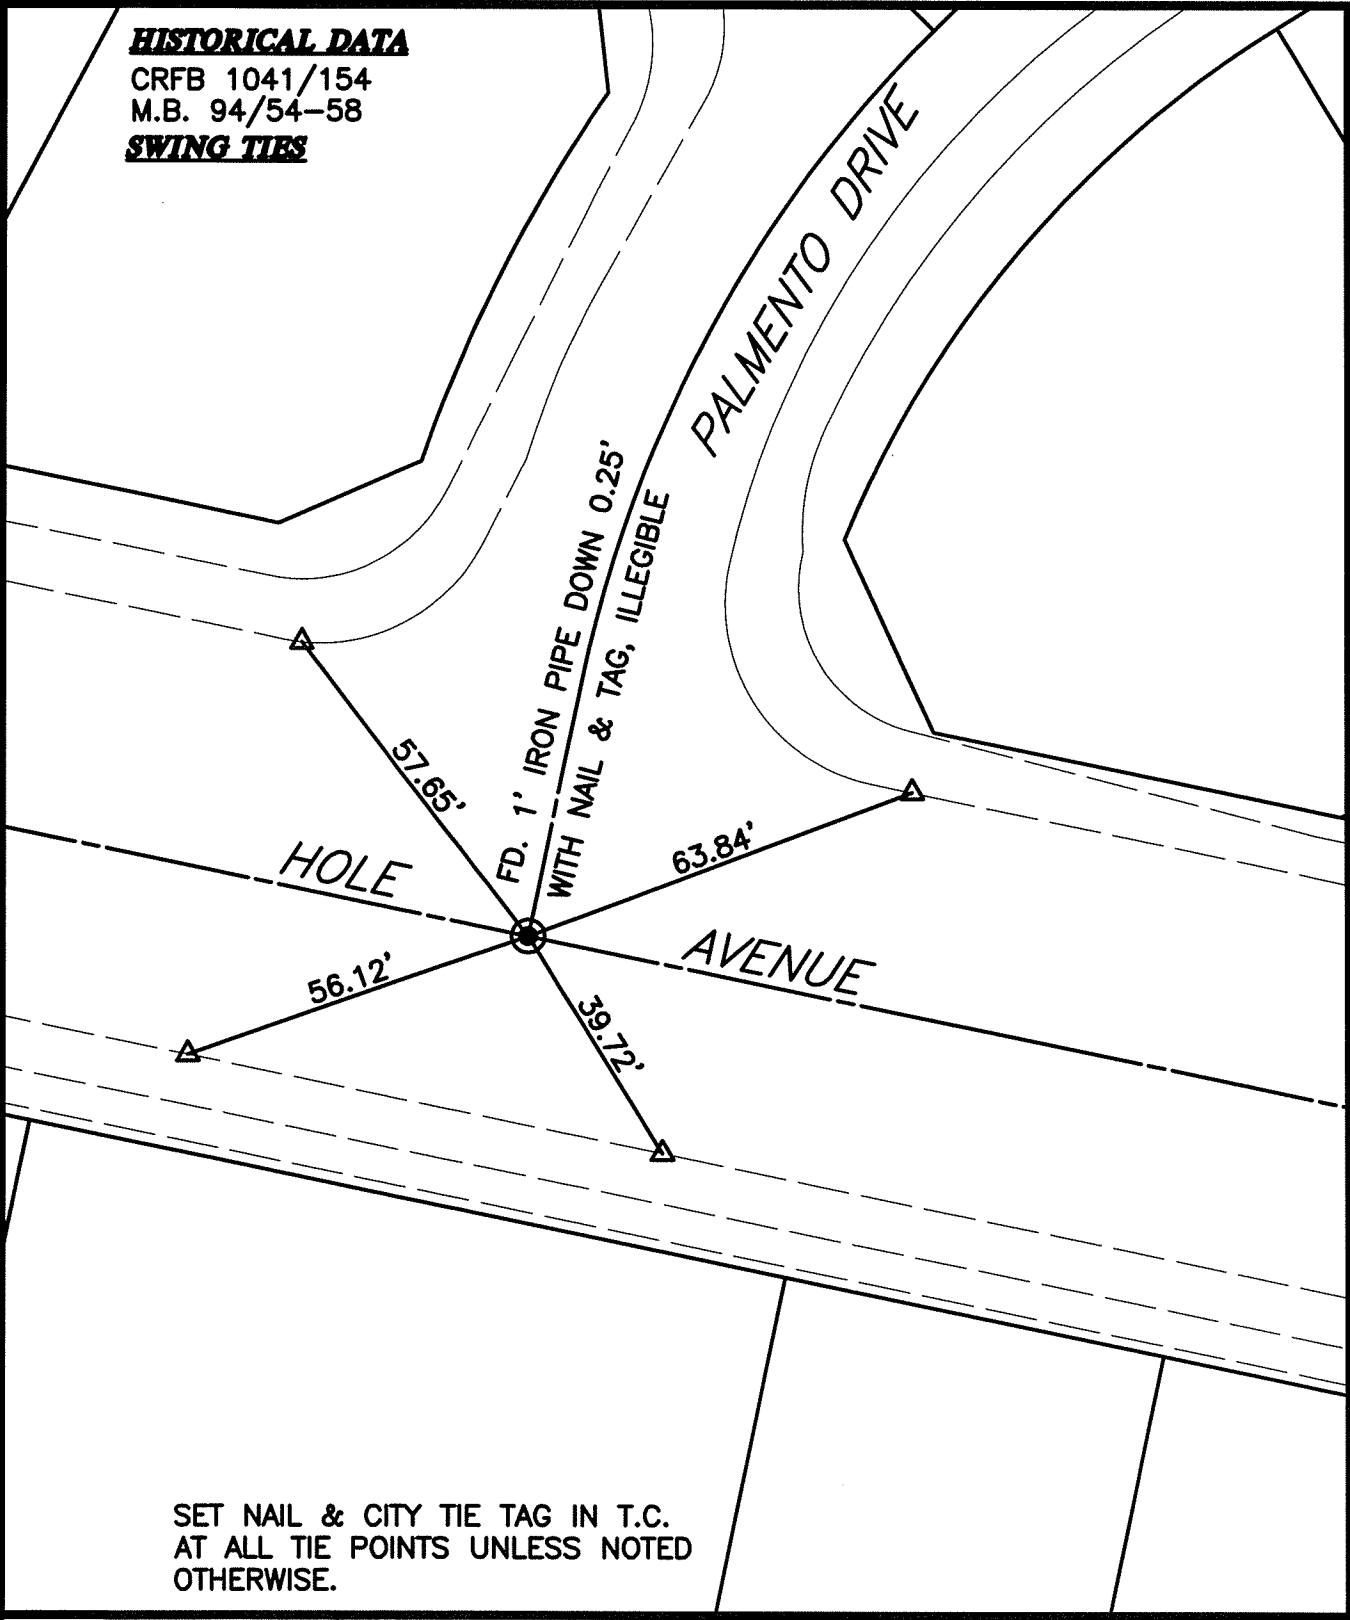 HISTORICAL DATA
CRFB 1041/154
M.B. 94/54-58
SWING TIES
PALMENTO DRIVE
FD. 1' IRON PIPE DOWN 0.25'
WITH NAIL & TAG, ILLEGIBLE
57.65'
63.84'
HOLE AVENUE
56.12'
39.72'
SET NAIL & CITY TIE TAG IN T.C.
AT ALL TIE POINTS UNLESS NOTED
OTHERWISE.